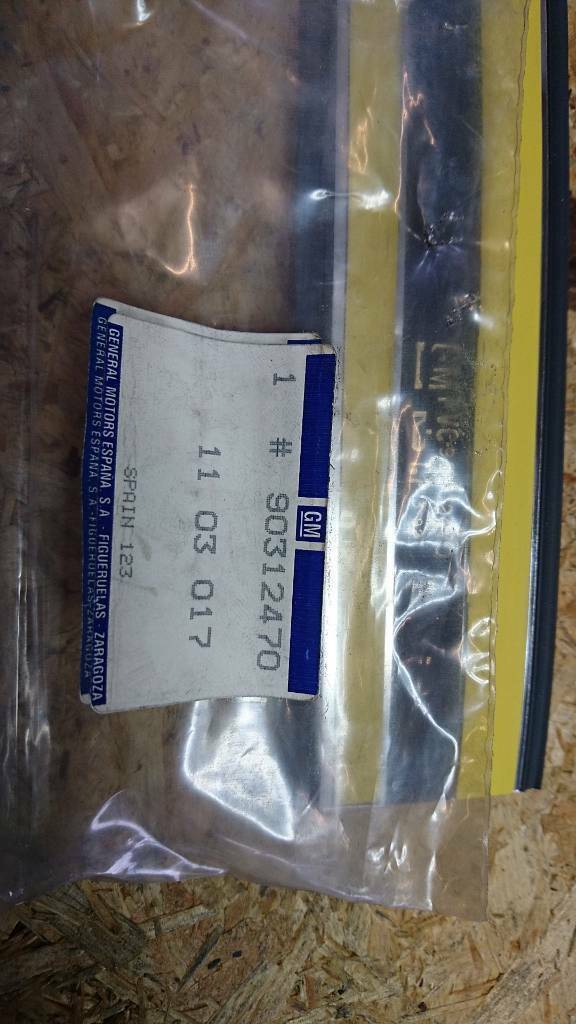 GM
1 # 90312470
11 03 017
SPAIN 123
GENERAL MOTORS ESPAÑA S.A - FIGUERUELAS - ZARAGOZA
GENERAL MOTORS ESPAÑA S.A - FIGUERUELAS - ZARAGOZA